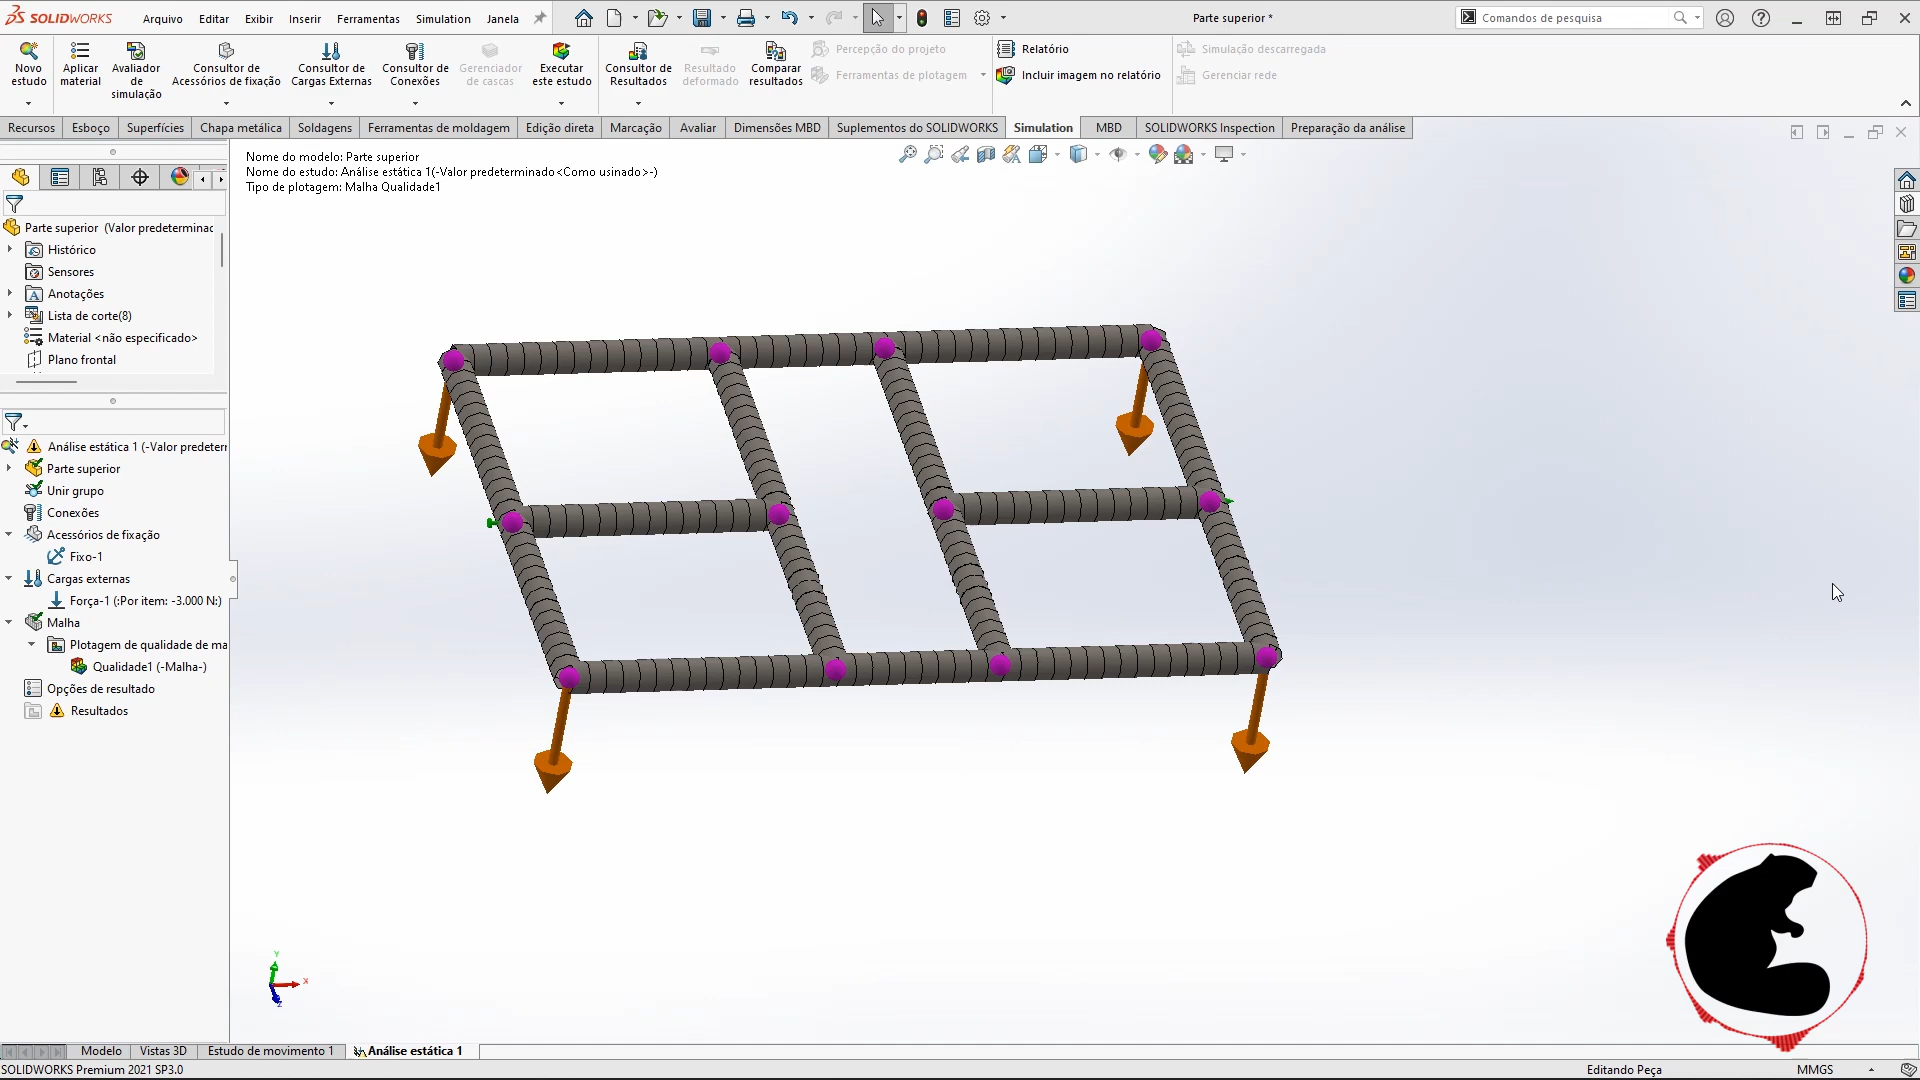 SOLIDWORKS
Arquivo Editar Exibir Inserir Ferramentas Simulation Janela
Parte superior *
Comandos de pesquisa
Novo estudo
Aplicar material
Avaliador de simulação
Consultor de Acessórios de fixação
Consultor de Cargas Externas
Consultor de Conexões
Gerenciador de cascas
Executar este estudo
Consultor de Resultados
Resultado deformado
Comparar resultados
Percepção do projeto
Ferramentas de plotagem
Relatório
Incluir imagem no relatório
Simulação descarregada
Gerenciar rede
Recursos Esboço Superfícies Chapa metálica Soldagens Ferramentas de moldagem Edição direta Marcação Avaliar Dimensões MBD Suplementos do SOLIDWORKS Simulation MBD SOLIDWORKS Inspection Preparação da análise
Nome do modelo: Parte superior
Nome do estudo: Análise estática 1(-Valor predeterminado<Como usinado>-)
Tipo de plotagem: Malha Qualidade1
Parte superior (Valor predeterminac
Histórico
Sensores
Anotações
Lista de corte(8)
Material <não especificado>
Plano frontal
Análise estática 1 (-Valor predeter
Parte superior
Unir grupo
Conexões
Acessórios de fixação
Fixo-1
Cargas externas
Força-1 (:Por item: -3.000 N:)
Malha
Plotagem de qualidade de ma
Qualidade1 (-Malha-)
Opções de resultado
Resultados
Y
X
Z
Modelo Vistas 3D Estudo de movimento 1 Análise estática 1
SOLIDWORKS Premium 2021 SP3.0
Editando Peça
MMGS